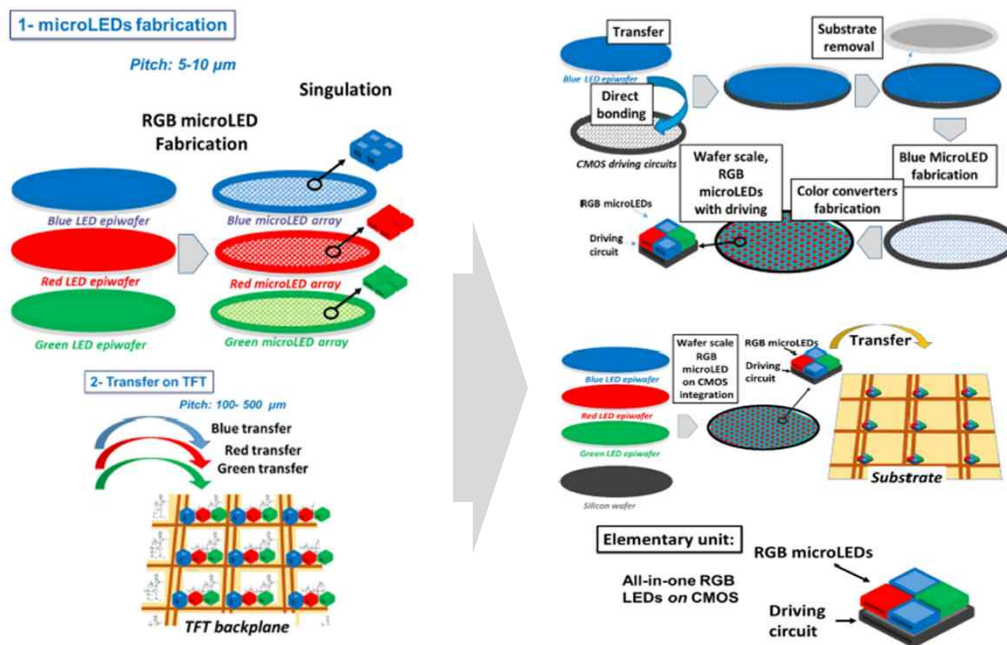 1- microLEDs fabrication
Pitch: 5-10 µm
Singulation
RGB microLED
Fabrication
Blue LED epiwafer
Blue microLED array
Red LED epiwafer
Red microLED array
Green LED epiwafer
Green microLED array
2- Transfer on TFT
Pitch: 100- 500 µm
Blue transfer
Red transfer
Green transfer
TFT backplane
Transfer
Blue LED epiwafer
Substrate
removal
Direct
bonding
CMOS driving circuits
Blue MicroLED
fabrication
Wafer scale,
RGB
microLEDs
with driving
Color converters
fabrication
RGB microLEDs
Driving
circuit
Blue LED epiwafer
Red LED epiwafer
Green LED epiwafer
Silicon wafer
Wafer scale
RGB
microLED
on CMOS
integration
RGB microLEDs
Driving
circuit
Transfer
Substrate
Elementary unit:
RGB microLEDs
All-in-one RGB
LEDs on CMOS
Driving
circuit